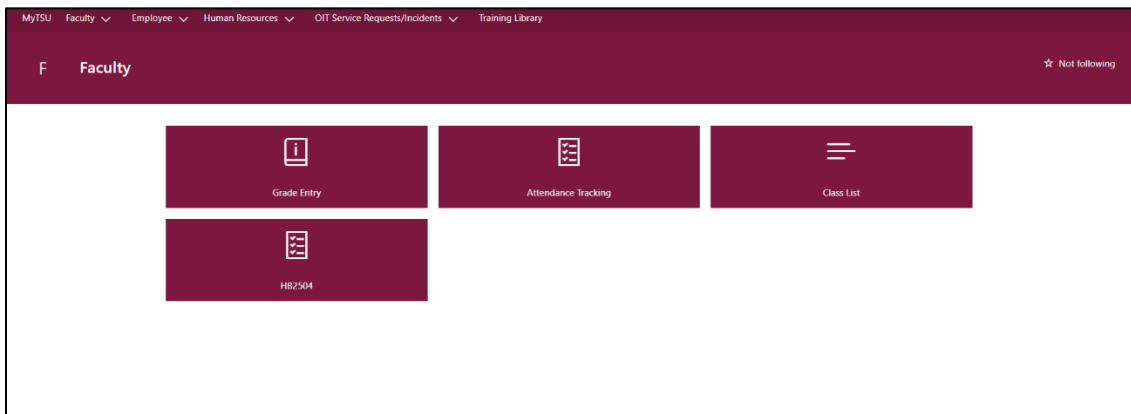 MyTSU Faculty Employee Human Resources OIT Service Requests/Incidents Training Library
F Faculty
Not following
Grade Entry
Attendance Tracking
Class List
HB2504